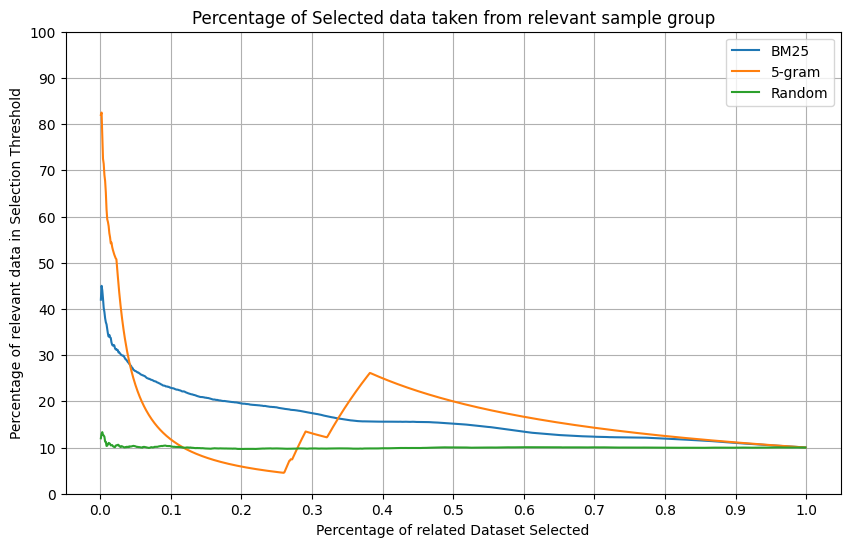 Percentage of Selected data taken from relevant sample group
BM25
5-gram
Random
Percentage of relevant data in Selection Threshold
100
90
80
70
60
50
40
30
20
10
0
0.0 0.1 0.2 0.3 0.4 0.5 0.6 0.7 0.8 0.9 1.0
Percentage of related Dataset Selected